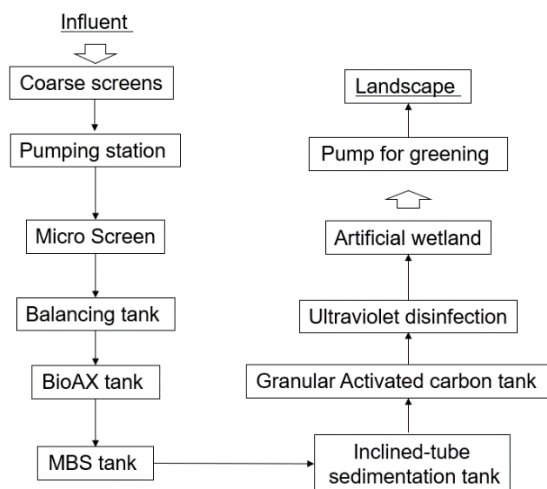 Influent
Coarse screens
Pumping station
Micro Screen
Balancing tank
BioAX tank
MBS tank
Inclined-tube
sedimentation tank
Granular Activated carbon tank
Ultraviolet disinfection
Artificial wetland
Pump for greening
Landscape